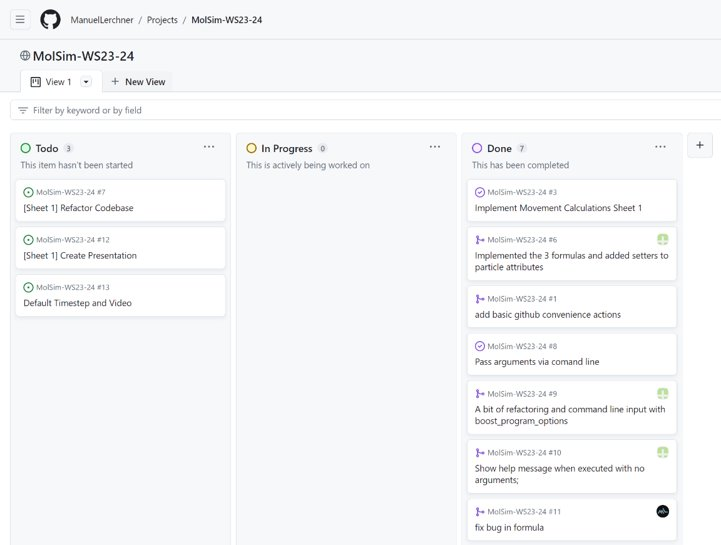 ManuelLerchner / Projects / MolSim-WS23-24
MolSim-WS23-24
View 1
New View
Filter by keyword or by field
Todo 3
This item hasn't been started
MolSim-WS23-24 #7
[Sheet 1] Refactor Codebase
MolSim-WS23-24 #12
[Sheet 1] Create Presentation
MolSim-WS23-24 #13
Default Timestep and Video
In Progress 0
This is actively being worked on
Done 7
This has been completed
MolSim-WS23-24 #3
Implement Movement Calculations Sheet 1
MolSim-WS23-24 #6
Implemented the 3 formulas and added setters to
particle attributes
MolSim-WS23-24 #1
add basic github convenience actions
MolSim-WS23-24 #8
Pass arguments via comand line
MolSim-WS23-24 #9
A bit of refactoring and command line input with
boost_program_options
MolSim-WS23-24 #10
Show help message when executed with no
arguments;
MolSim-WS23-24 #11
fix bug in formula